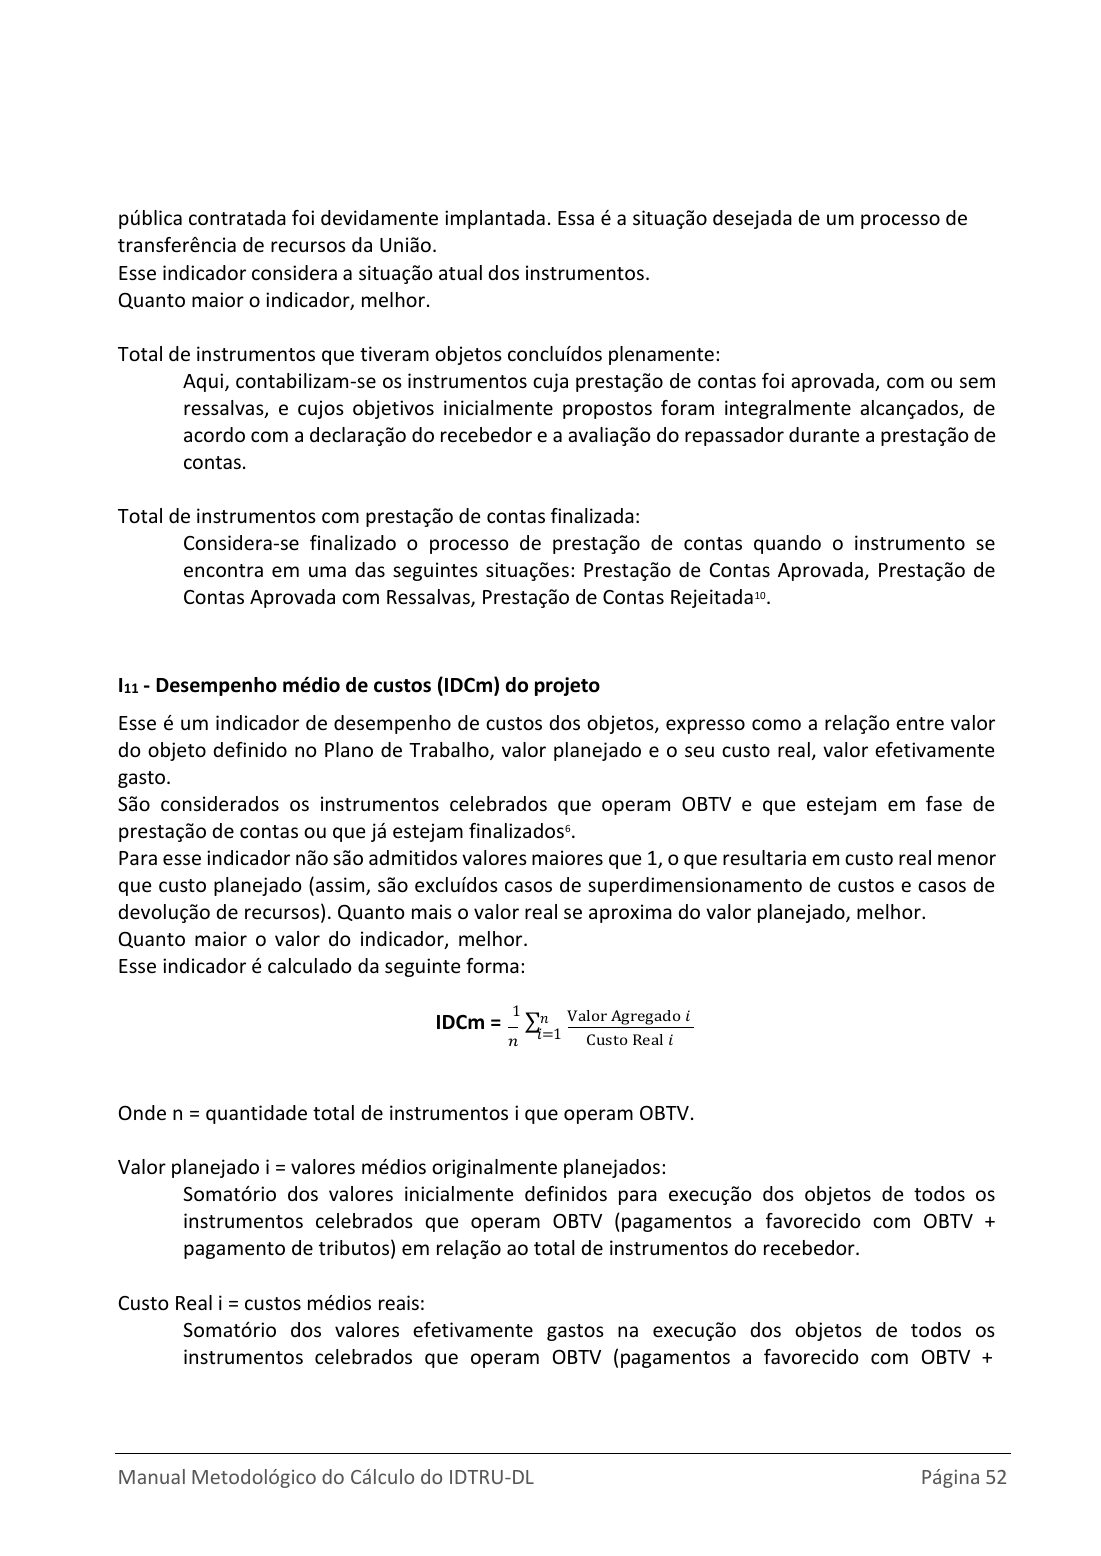 pública contratada foi devidamente implantada. Essa é a situação desejada de um processo de
transferência de recursos da União.
Esse indicador considera a situação atual dos instrumentos.
Quanto maior o indicador, melhor.
Total de instrumentos que tiveram objetos concluídos plenamente:
Aqui, contabilizam-se os instrumentos cuja prestação de contas foi aprovada, com ou sem
ressalvas, e cujos objetivos inicialmente propostos foram integralmente alcançados, de
acordo com a declaração do recebedor e a avaliação do repassador durante a prestação de
contas.
Total de instrumentos com prestação de contas finalizada:
Considera-se finalizado o processo de prestação de contas quando o instrumento se
encontra em uma das seguintes situações: Prestação de Contas Aprovada, Prestação de
Contas Aprovada com Ressalvas, Prestação de Contas Rejeitada¹⁰.
I₁₁ - Desempenho médio de custos (IDCm) do projeto
Esse é um indicador de desempenho de custos dos objetos, expresso como a relação entre valor
do objeto definido no Plano de Trabalho, valor planejado e o seu custo real, valor efetivamente
gasto.
São considerados os instrumentos celebrados que operam OBTV e que estejam em fase de
prestação de contas ou que já estejam finalizados⁶.
Para esse indicador não são admitidos valores maiores que 1, o que resultaria em custo real menor
que custo planejado (assim, são excluídos casos de superdimensionamento de custos e casos de
devolução de recursos). Quanto mais o valor real se aproxima do valor planejado, melhor.
Quanto maior o valor do indicador, melhor.
Esse indicador é calculado da seguinte forma:
IDCm = 1/n ∑ⁿᵢ₌₁ Valor Agregado i / Custo Real i
Onde n = quantidade total de instrumentos i que operam OBTV.
Valor planejado i = valores médios originalmente planejados:
Somatório dos valores inicialmente definidos para execução dos objetos de todos os
instrumentos celebrados que operam OBTV (pagamentos a favorecido com OBTV +
pagamento de tributos) em relação ao total de instrumentos do recebedor.
Custo Real i = custos médios reais:
Somatório dos valores efetivamente gastos na execução dos objetos de todos os
instrumentos celebrados que operam OBTV (pagamentos a favorecido com OBTV +
Manual Metodológico do Cálculo do IDTRU-DL Página 52